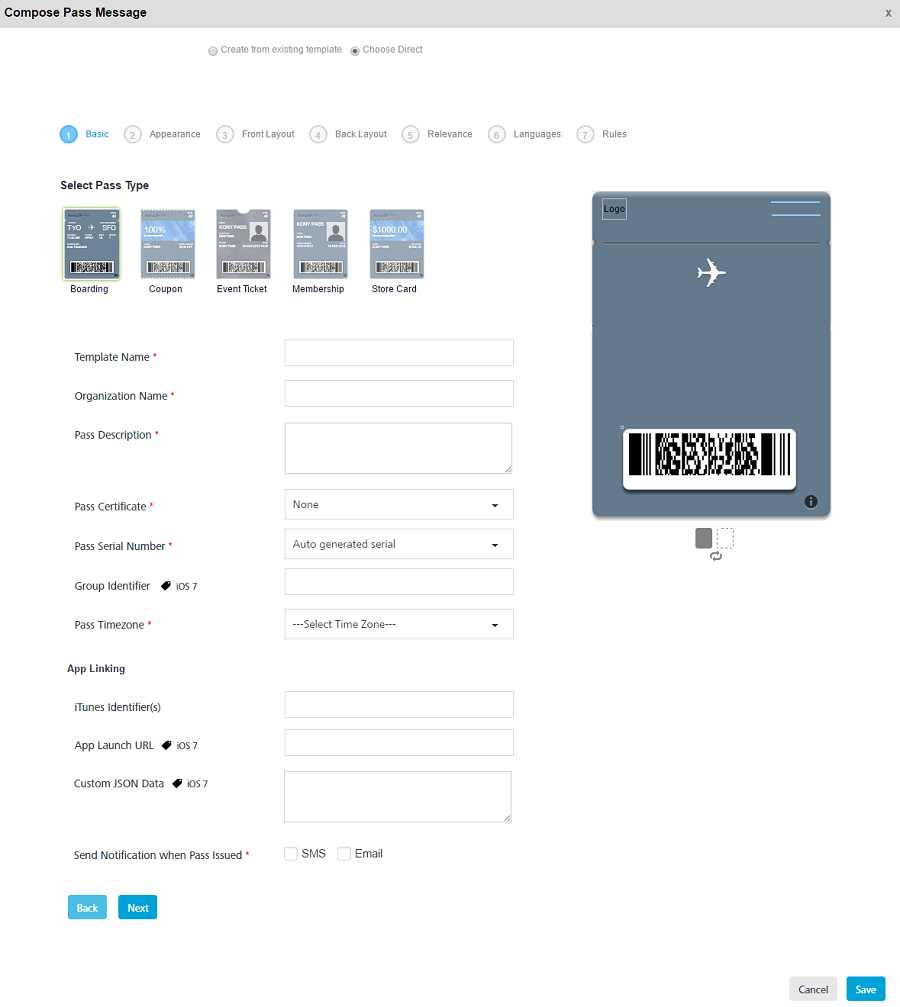 Compose Pass Message x
Create from existing template Choose Direct
1 Basic 2 Appearance 3 Front Layout 4 Back Layout 5 Relevance 6 Languages 7 Rules
Select Pass Type
TYO SFO
100%
KONY PASS
KONY PASS
$1000.00
Boarding Coupon Event Ticket Membership Store Card
Logo
Template Name *
Organization Name *
Pass Description *
Pass Certificate * None
Pass Serial Number * Auto generated serial
Group Identifier iOS 7
Pass Timezone * ---Select Time Zone---
App Linking
iTunes Identifier(s)
App Launch URL iOS 7
Custom JSON Data iOS 7
Send Notification when Pass Issued * SMS Email
Back Next
Cancel Save